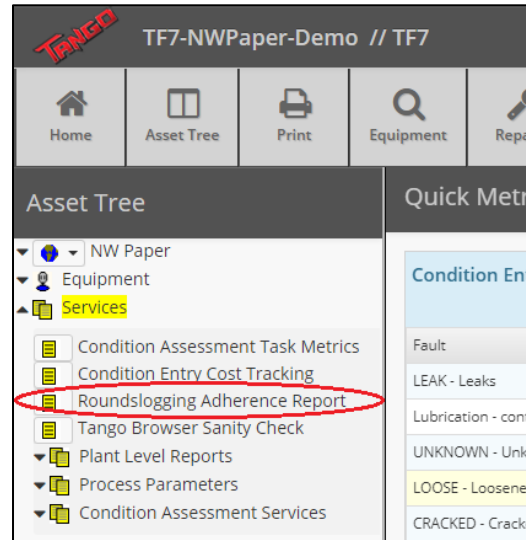 TANGO
TF7-NWPaper-Demo // TF7
Home
Asset Tree
Print
Equipment
Repa
Asset Tree
Quick Metr
NW Paper
Equipment
Services
Condition Assessment Task Metrics
Condition Entry Cost Tracking
Roundslogging Adherence Report
Tango Browser Sanity Check
Plant Level Reports
Process Parameters
Condition Assessment Services
Condition En
Fault
LEAK - Leaks
Lubrication - con
UNKNOWN - Unk
LOOSE - Loosene
CRACKED - Crack